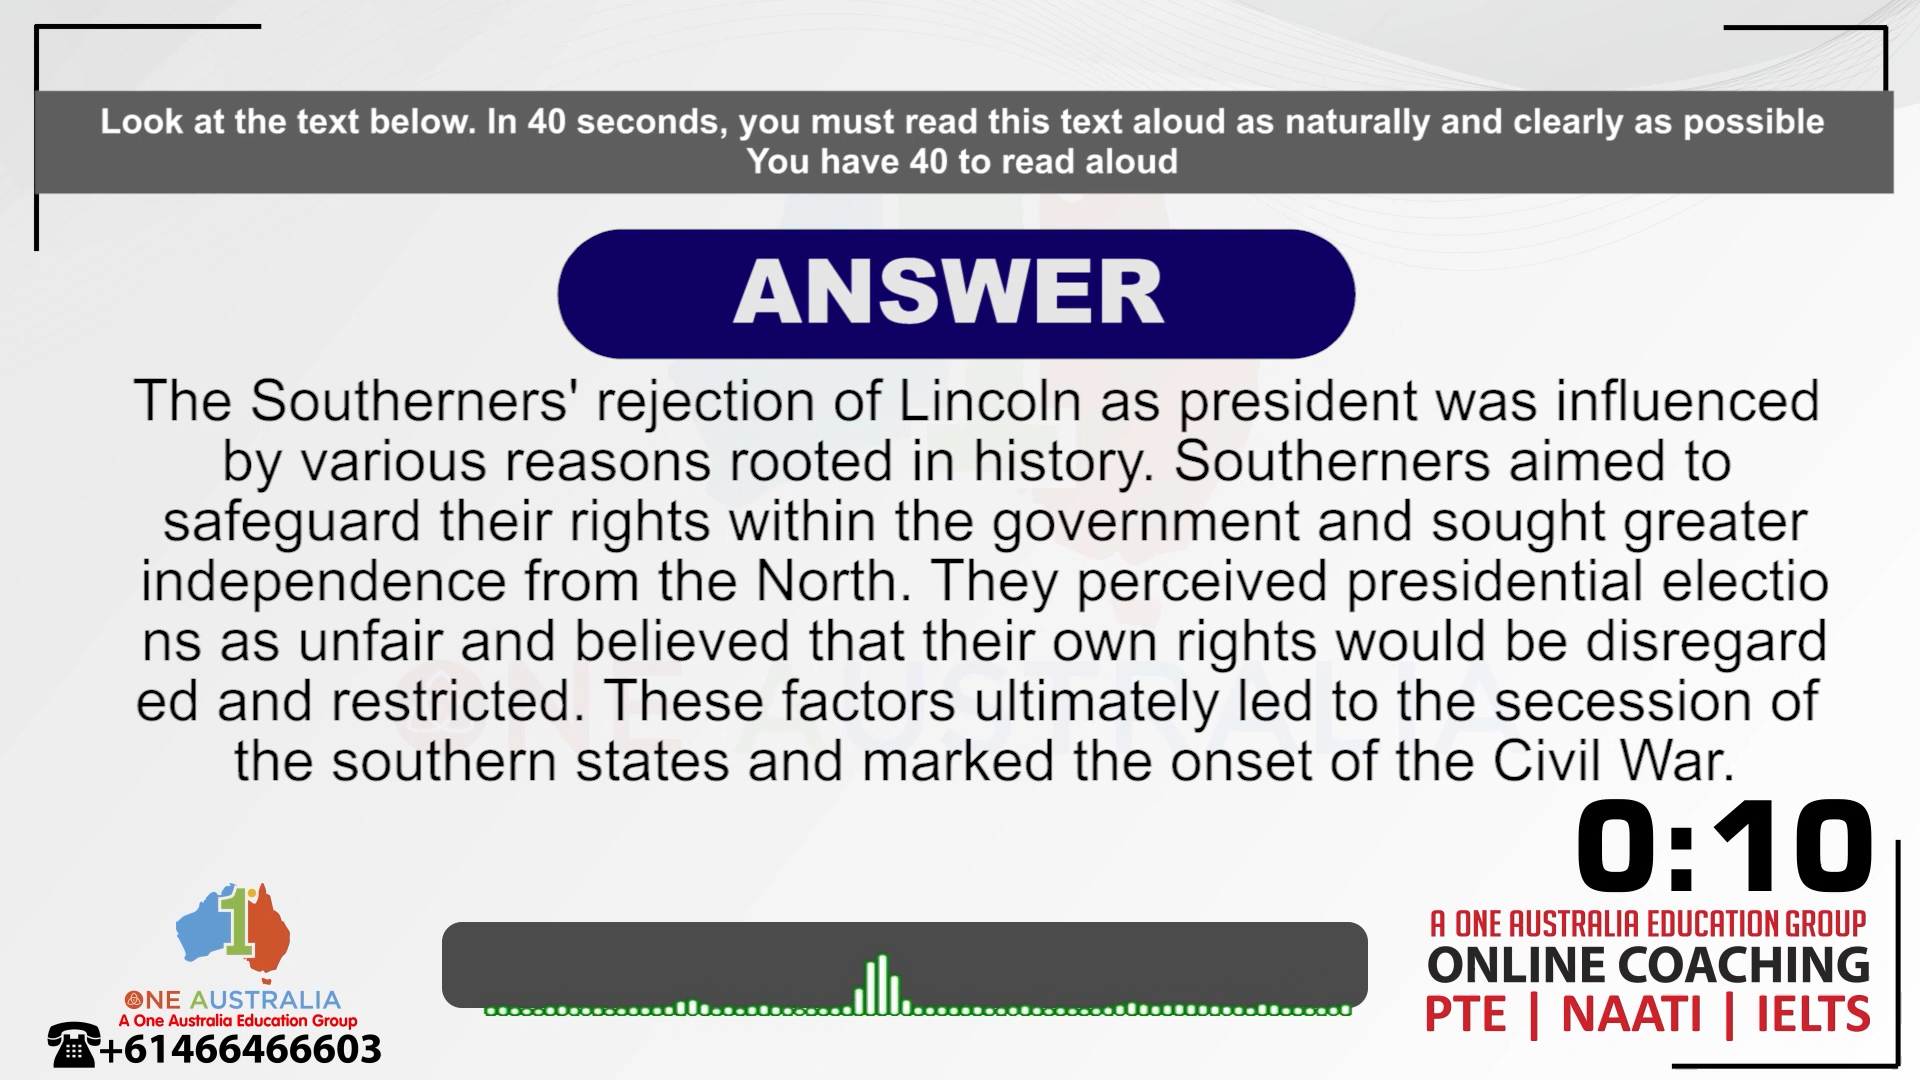 Look at the text below. In 40 seconds, you must read this text aloud as naturally and clearly as possible
You have 40 to read aloud
ANSWER
The Southerners' rejection of Lincoln as president was influenced
by various reasons rooted in history. Southerners aimed to
safeguard their rights within the government and sought greater
independence from the North. They perceived presidential electio
ns as unfair and believed that their own rights would be disregard
ed and restricted. These factors ultimately led to the secession of
the southern states and marked the onset of the Civil War.
0:10
1
ONE AUSTRALIA
A One Australia Education Group
+61466466603
A ONE AUSTRALIA EDUCATION GROUP
ONLINE COACHING
PTE | NAATI | IELTS
ONE AUSTRALIA